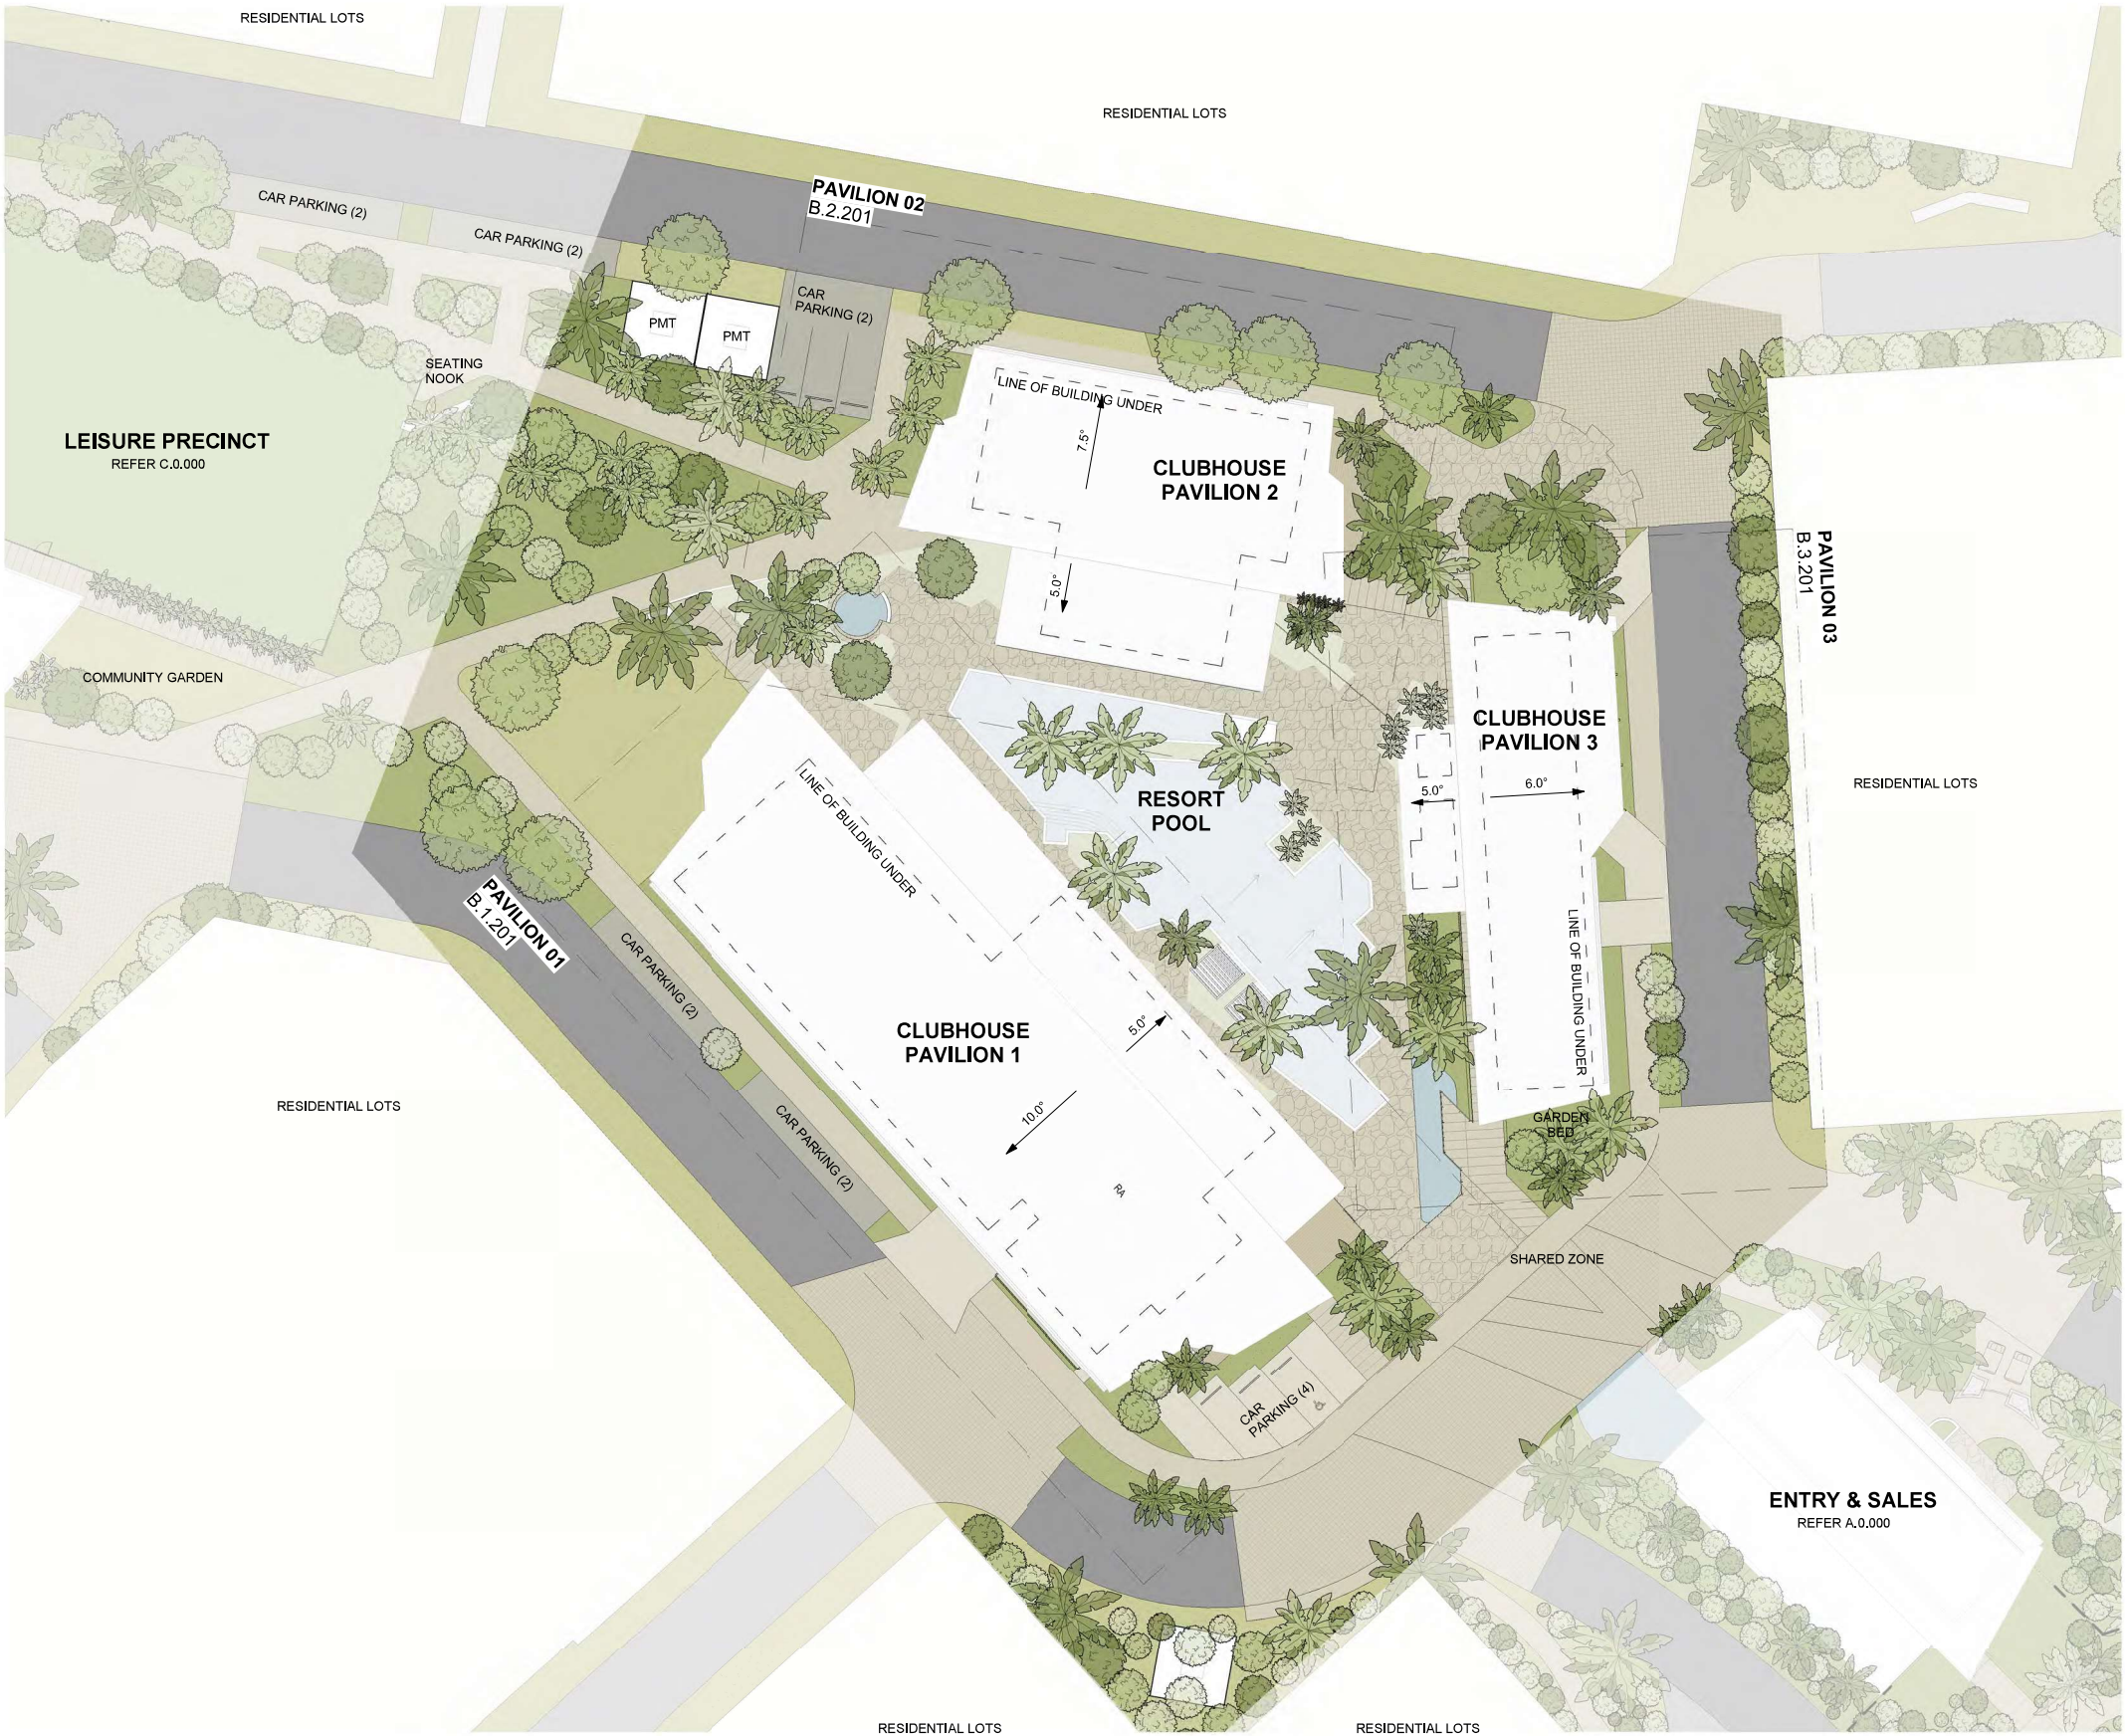 RESIDENTIAL LOTS
RESIDENTIAL LOTS
PAVILION 02
B.2.201
CAR PARKING (2)
CAR PARKING (2)
CAR
PARKING (2)
PMT
PMT
SEATING
NOOK
LINE OF BUILDING UNDER
7.5°
LEISURE PRECINCT
REFER C.0.000
CLUBHOUSE
PAVILION 2
5.0°
PAVILION 03
B.3.201
COMMUNITY GARDEN
CLUBHOUSE
PAVILION 3
LINE OF BUILDING UNDER
RESORT
POOL
5.0°
6.0°
RESIDENTIAL LOTS
PAVILION 01
B.1.201
CAR PARKING (2)
LINE OF BUILDING UNDER
CLUBHOUSE
PAVILION 1
5.0°
10.0°
RESIDENTIAL LOTS
CAR PARKING (2)
GARDEN
BED
RA
SHARED ZONE
CAR
PARKING (4)
ENTRY & SALES
REFER A.0.000
RESIDENTIAL LOTS
RESIDENTIAL LOTS